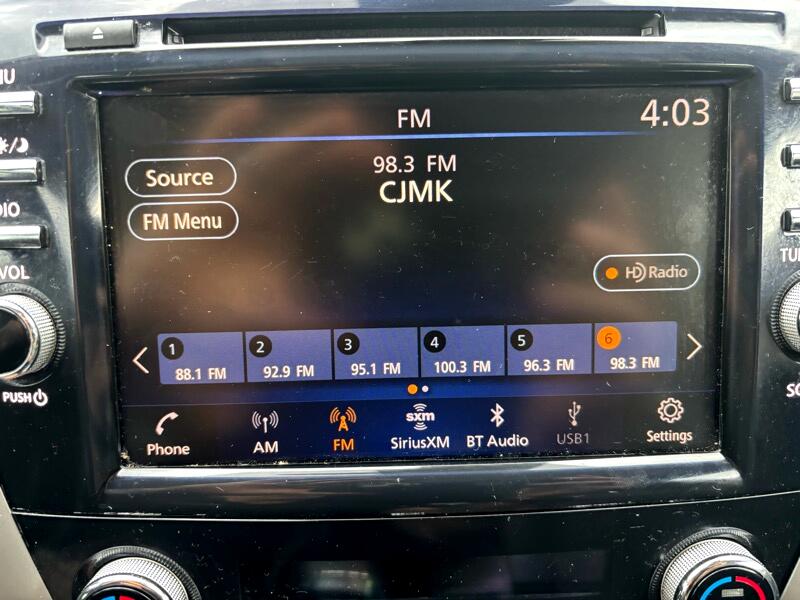 FM
4:03
Source
98.3 FM
CJMK
FM Menu
HD Radio
VOL
PUSH
1
2
3
4
5
6
88.1 FM
92.9 FM
95.1 FM
100.3 FM
96.3 FM
98.3 FM
Phone
AM
FM
sxm
SiriusXM
BT Audio
USB1
Settings